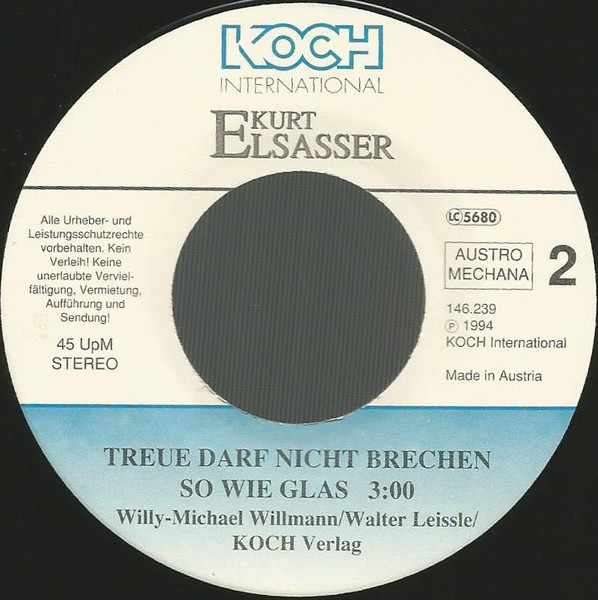 KOCH
INTERNATIONAL
KURT
ELSASSER
Alle Urheber- und
Leistungsschutzrechte
vorbehalten. Kein
Verleih! Keine
unerlaubte Verviel-
fältigung, Vermietung,
Aufführung und
Sendung!
45 UpM
STEREO
LC 5680
AUSTRO
MECHANA
2
146.239
℗ 1994
KOCH International
Made in Austria
TREUE DARF NICHT BRECHEN
SO WIE GLAS 3:00
Willy-Michael Willmann/Walter Leissle/
KOCH Verlag